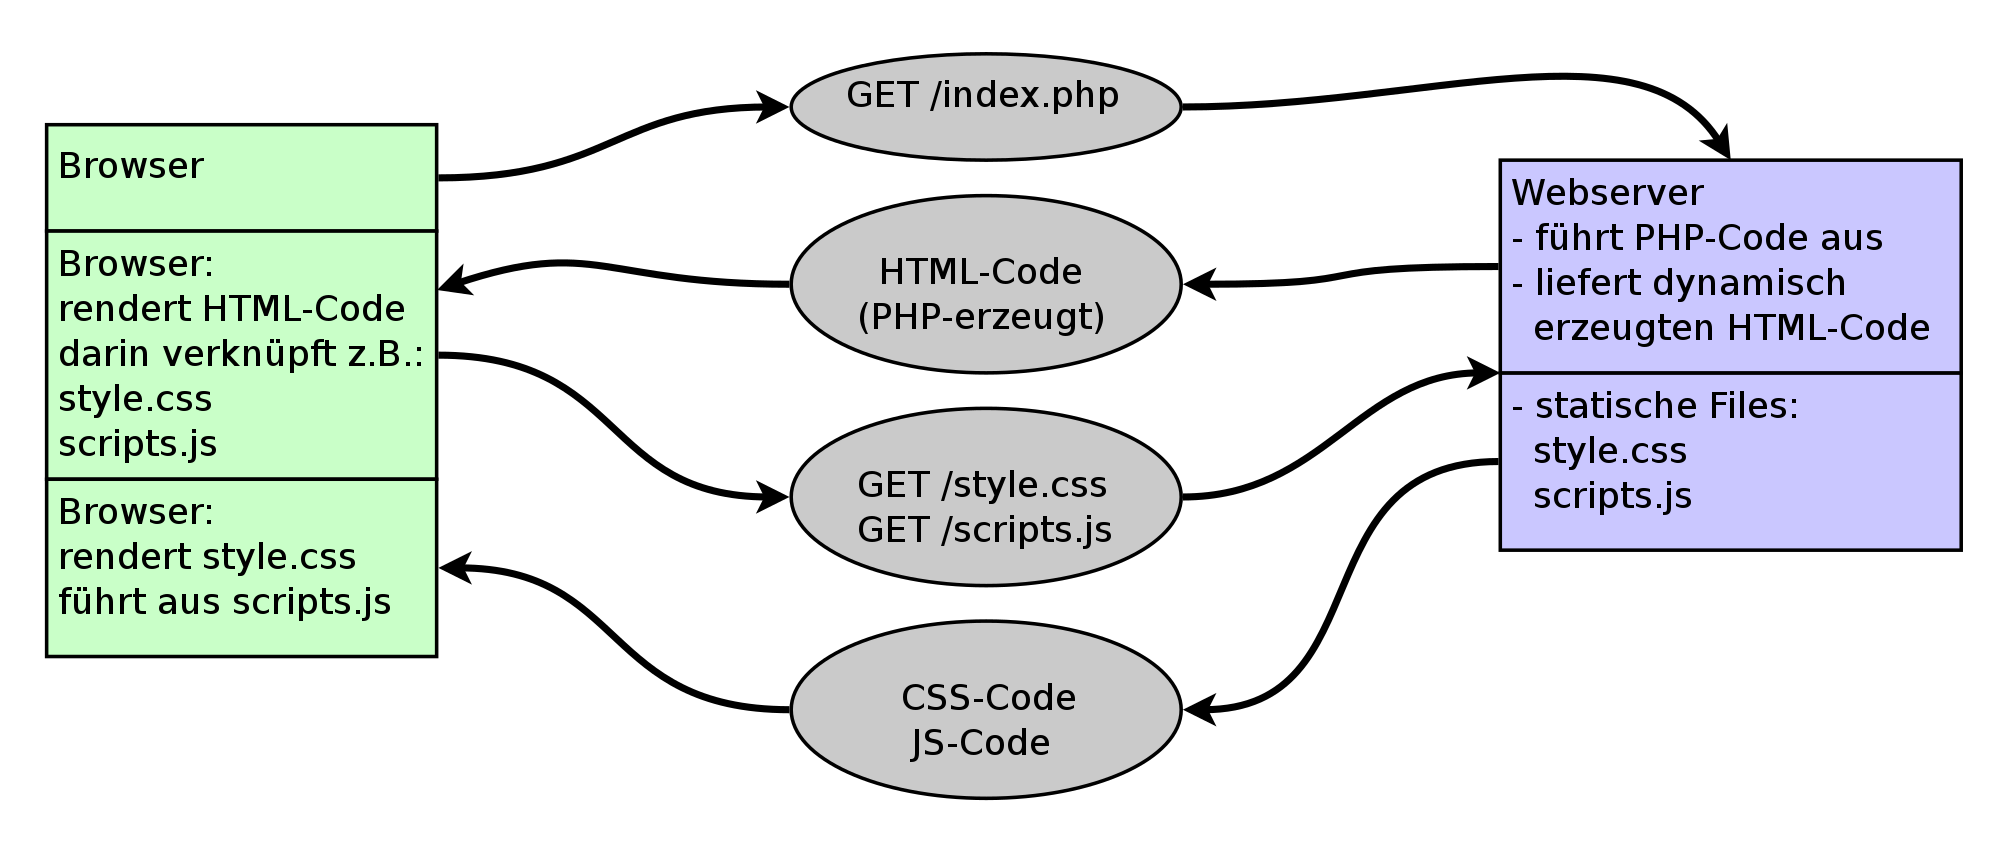 Browser
Browser:
rendert HTML-Code
darin verknüpft z.B.:
style.css
scripts.js
Browser:
rendert style.css
führt aus scripts.js
GET /index.php
HTML-Code
(PHP-erzeugt)
GET /style.css
GET /scripts.js
CSS-Code
JS-Code
Webserver
- führt PHP-Code aus
- liefert dynamisch
erzeugten HTML-Code
- statische Files:
style.css
scripts.js